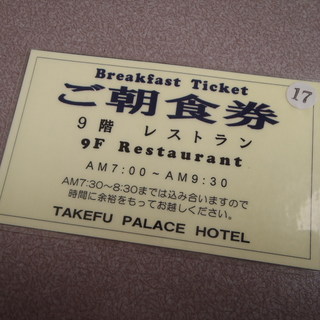 Breakfast Ticket
17
ご朝食券
9階 レストラン
9F Restaurant
AM7:00~AM9:30
AM7:30~8:30までは込み合いますので
時間に余裕をもってお越しください。
TAKEFU PALACE HOTEL